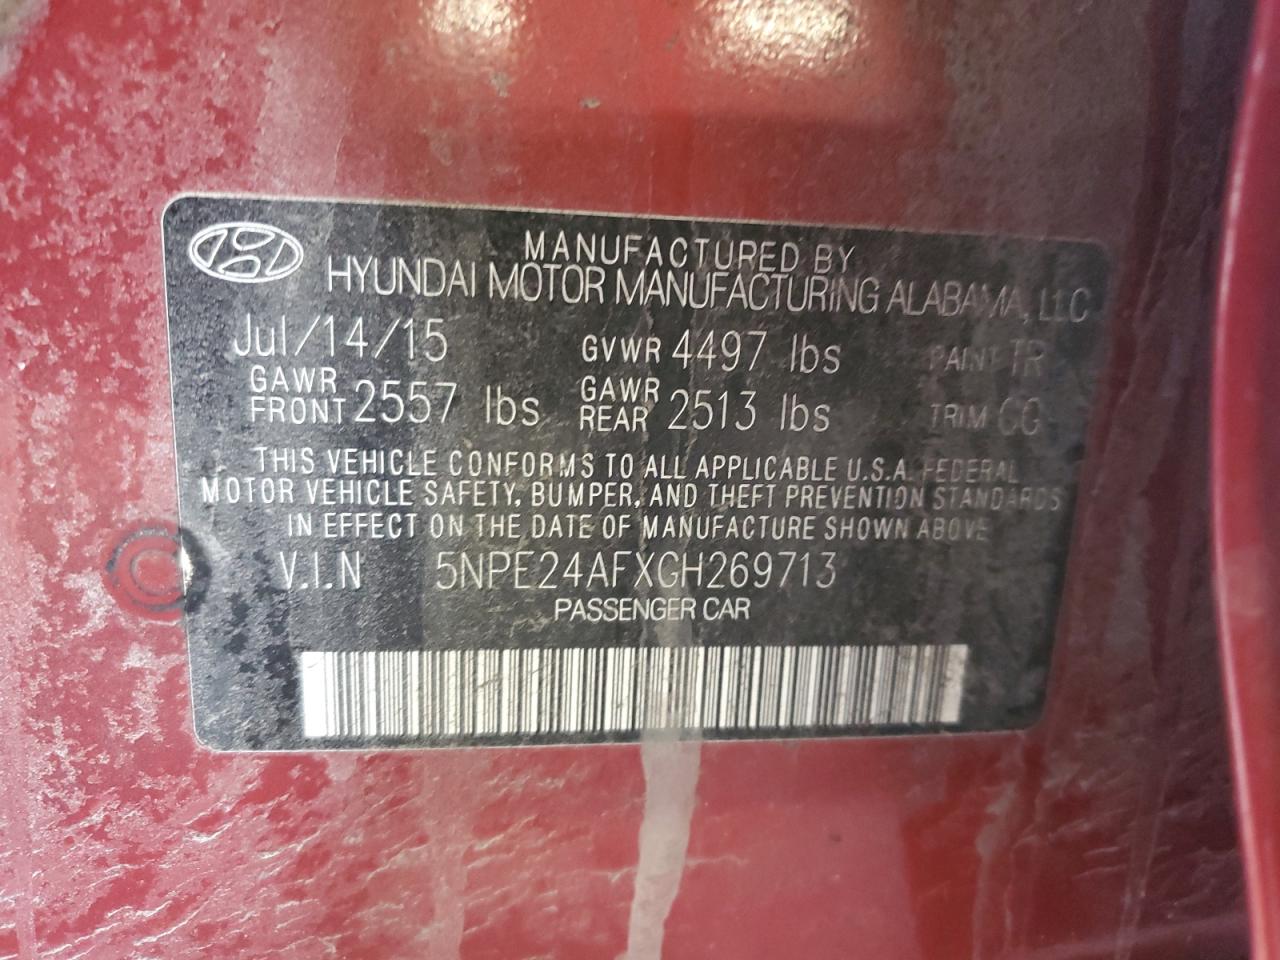 MANUFACTURED BY
HYUNDAI MOTOR MANUFACTURING ALABAMA, LLC
Jul/14/15 GVWR 4497 lbs PAINT TR
GAWR FRONT 2557 lbs GAWR REAR 2513 lbs TRIM CG
THIS VEHICLE CONFORMS TO ALL APPLICABLE U.S.A. FEDERAL
MOTOR VEHICLE SAFETY, BUMPER, AND THEFT PREVENTION STANDARDS
IN EFFECT ON THE DATE OF MANUFACTURE SHOWN ABOVE
V.I.N 5NPE24AFXGH269713
PASSENGER CAR